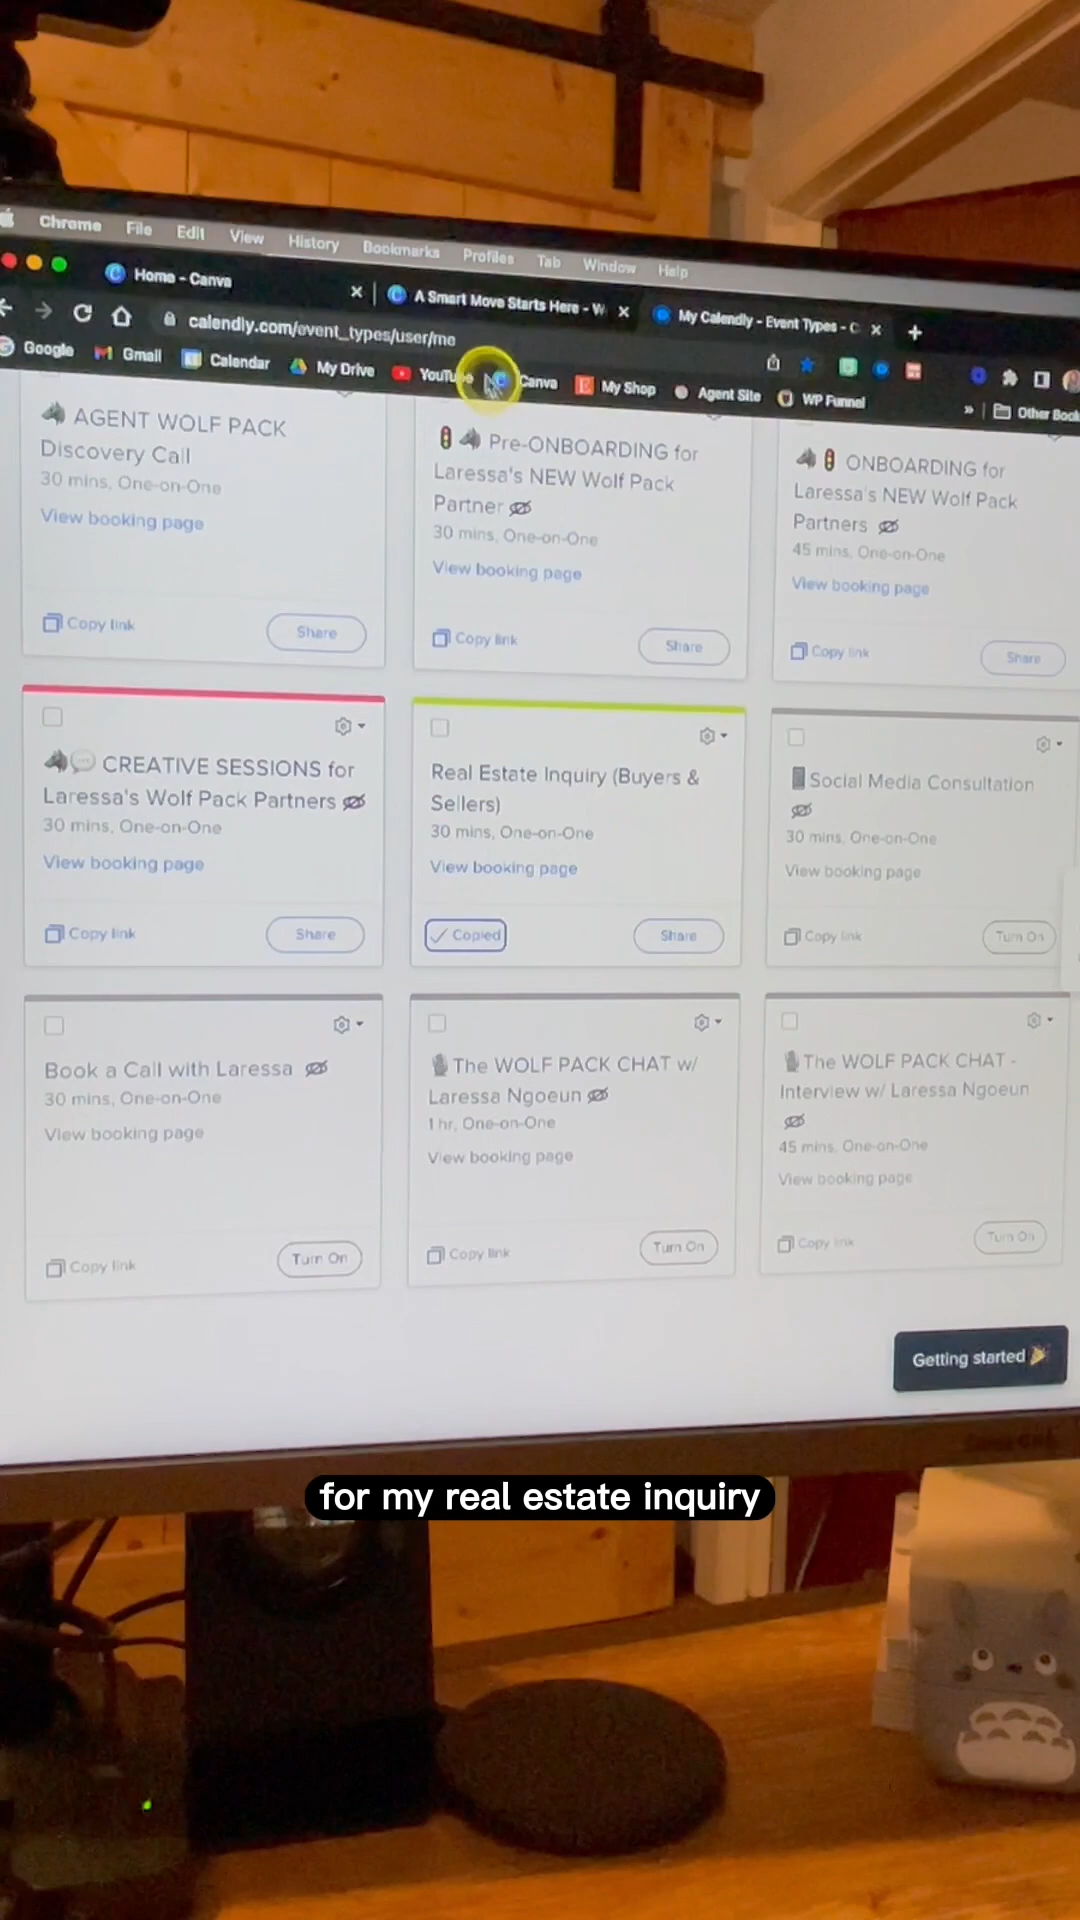 Chrome File Edit View History Bookmarks Profiles Tab Window Help
Home - Canva
A Smart Move Starts Here - W
My Calendly - Event Types - C
calendly.com/event_types/user/me
Google Gmail Calendar My Drive YouTube Canva My Shop Agent Site WP Funnel » Other Book
AGENT WOLF PACK
Discovery Call
30 mins, One-on-One
View booking page
Copy link Share
Pre-ONBOARDING for
Laressa's NEW Wolf Pack
Partner
30 mins, One-on-One
View booking page
Copy link Share
ONBOARDING for
Laressa's NEW Wolf Pack
Partners
45 mins, One-on-One
View booking page
Copy link Share
CREATIVE SESSIONS for
Laressa's Wolf Pack Partners
30 mins, One-on-One
View booking page
Copy link Share
Real Estate Inquiry (Buyers &
Sellers)
30 mins, One-on-One
View booking page
Copied Share
Social Media Consultation
30 mins, One-on-One
View booking page
Copy link Turn On
Book a Call with Laressa
30 mins, One-on-One
View booking page
Copy link Turn On
The WOLF PACK CHAT w/
Laressa Ngoeun
1 hr, One-on-One
View booking page
Copy link Turn On
The WOLF PACK CHAT -
Interview w/ Laressa Ngoeun
45 mins, One-on-One
View booking page
Copy link Turn On
Getting started
for my real estate inquiry